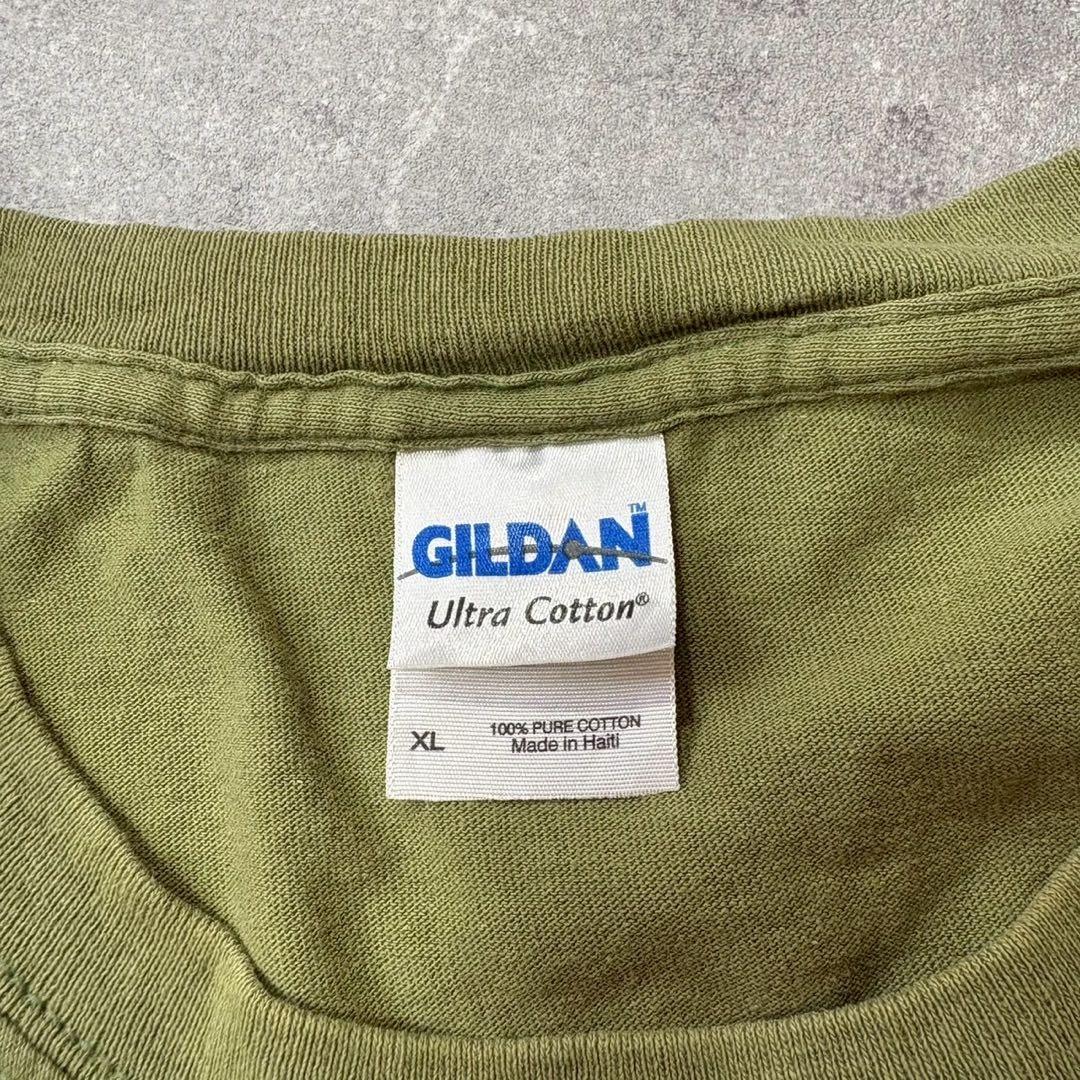 GILDAN™
Ultra Cotton®
XL
100% PURE COTTON
Made in Haiti